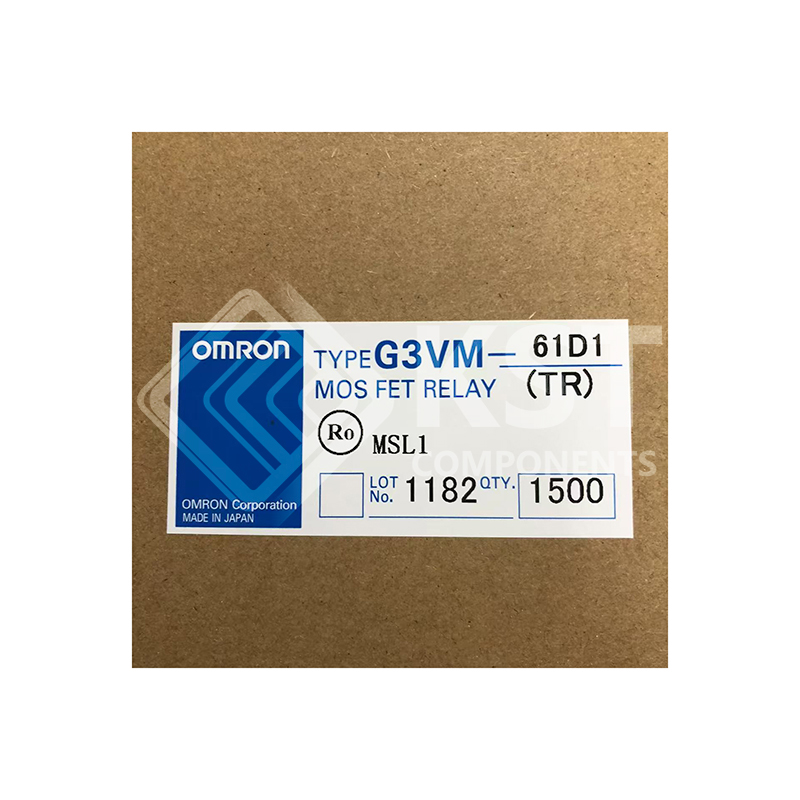 OMRON
TYPE G3VM- 61D1
MOS FET RELAY (TR)
Ro
MSL1
LOT No. 1182 QTY. 1500
OMRON Corporation
MADE IN JAPAN
KST
COMPONENTS